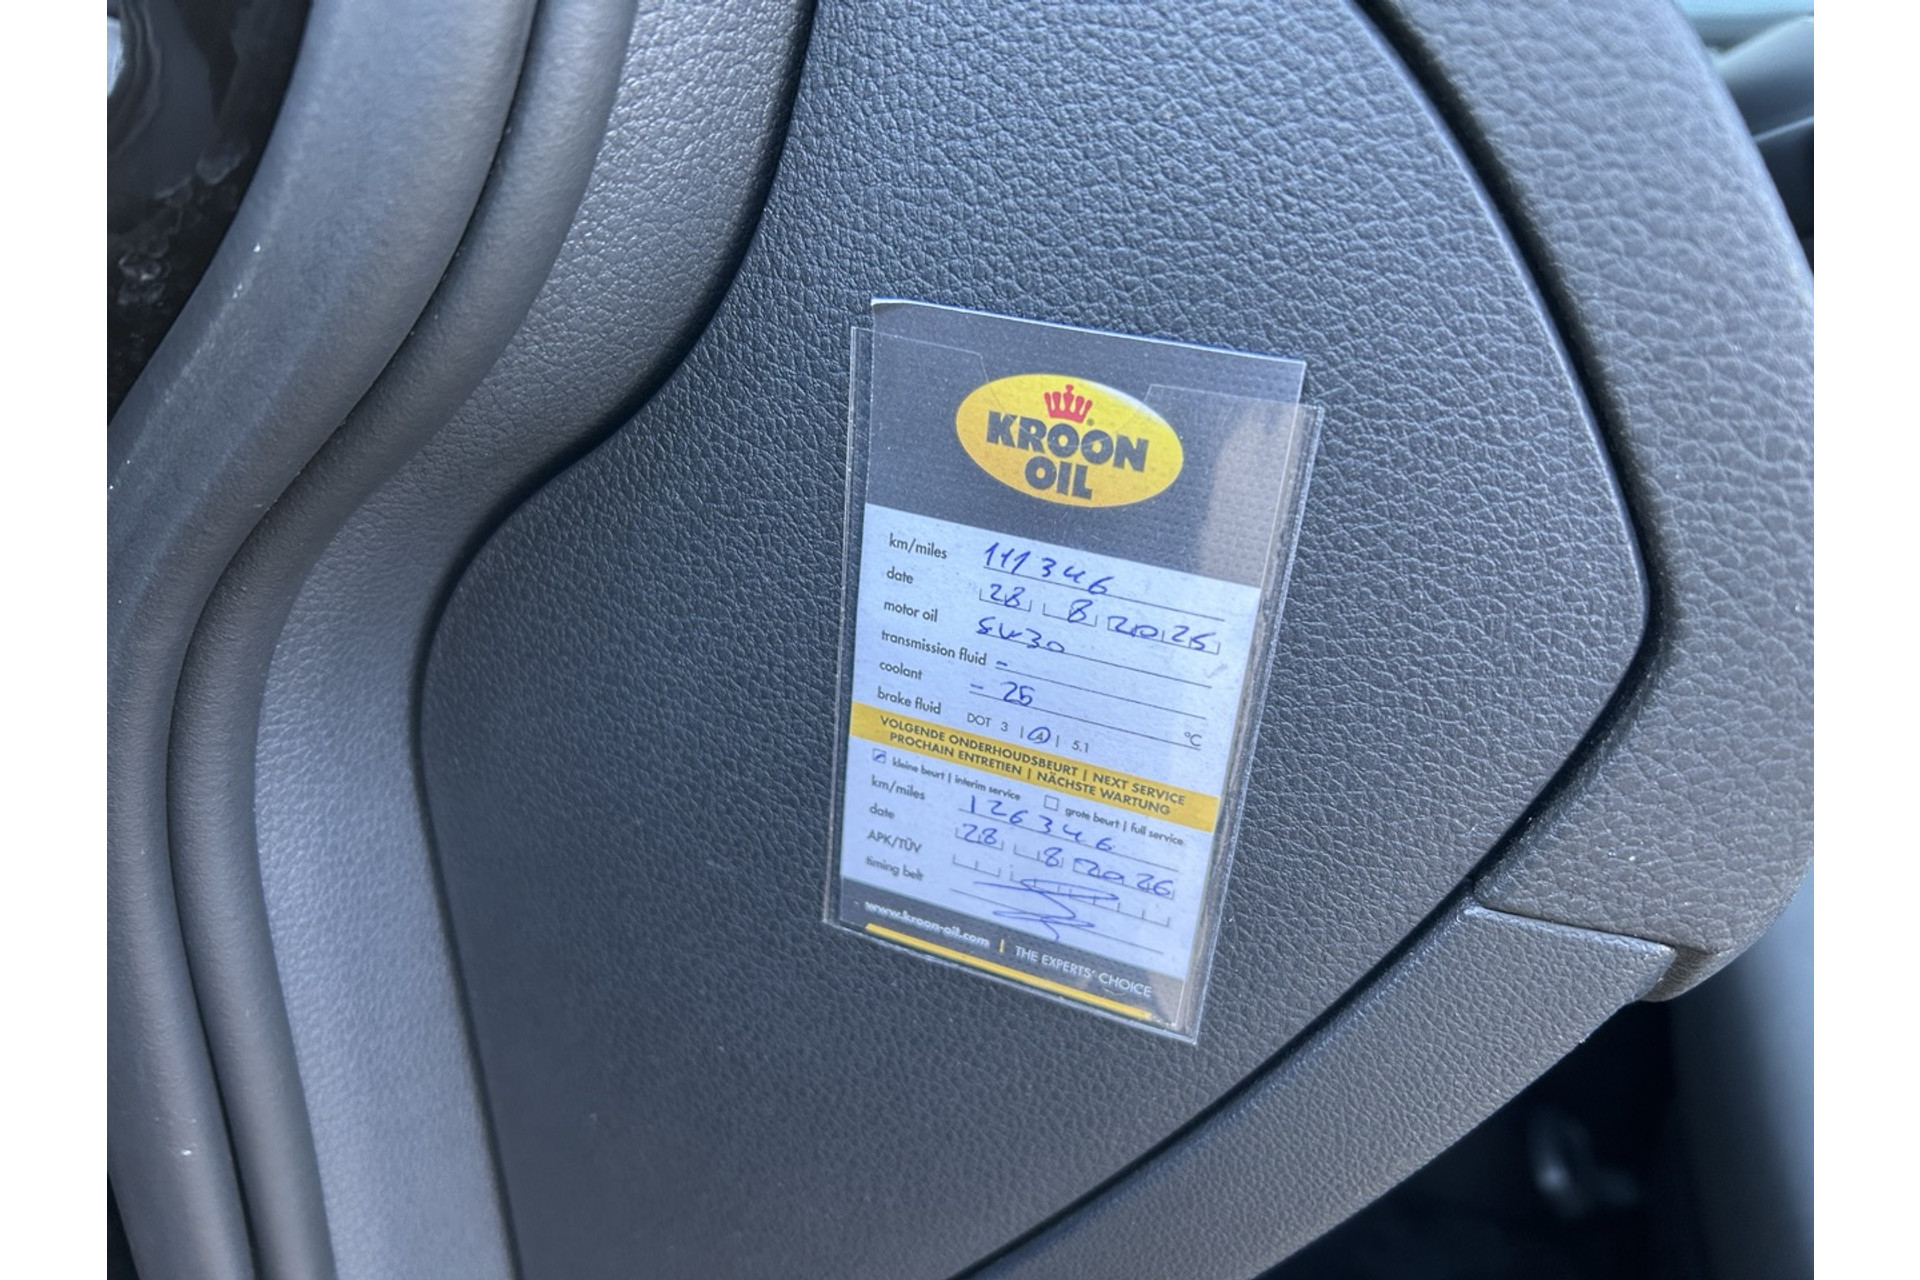 KROON
OIL
km/miles 111346
date 28 8 2025
motor oil 5W30
transmission fluid -
coolant - 25 °C
brake fluid DOT 3 | 4 | 5.1
VOLGENDE ONDERHOUDSBEURT | NEXT SERVICE
PROCHAIN ENTRETIEN | NÄCHSTE WARTUNG
kleine beurt | interim service grote beurt | full service
km/miles 126346
date 28 8 2026
APK/TÜV
timing belt
www.kroon-oil.com | THE EXPERTS' CHOICE